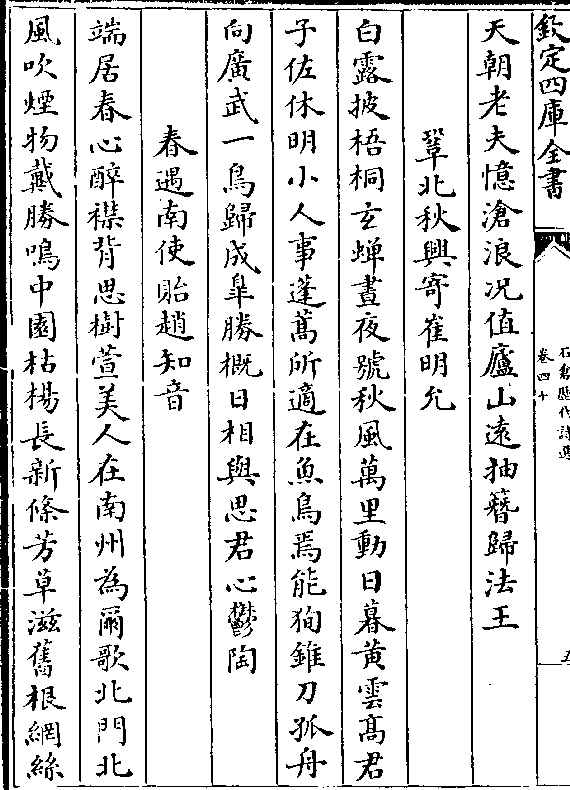 欽定四庫全書
石倉歷代詩選
卷四十
五
天朝老夫憶滄浪况值廬山遠抽簪歸法王
鞏北秋興寄崔明允
白露披梧桐玄蝉晝夜號秋風萬里動日暮黄雲髙君
子佐休明小人事蓬蒿所適在魚鳥焉能徇錐刀孤舟
向廣武一鳥歸成臯勝概日相與思君心鬱陶
春遇南使貽趙知音
端居春心醉襟背思樹萱美人在南州為爾歌北門北
風吹煙物戴勝鳴中園枯楊長新條芳草滋舊根網絲